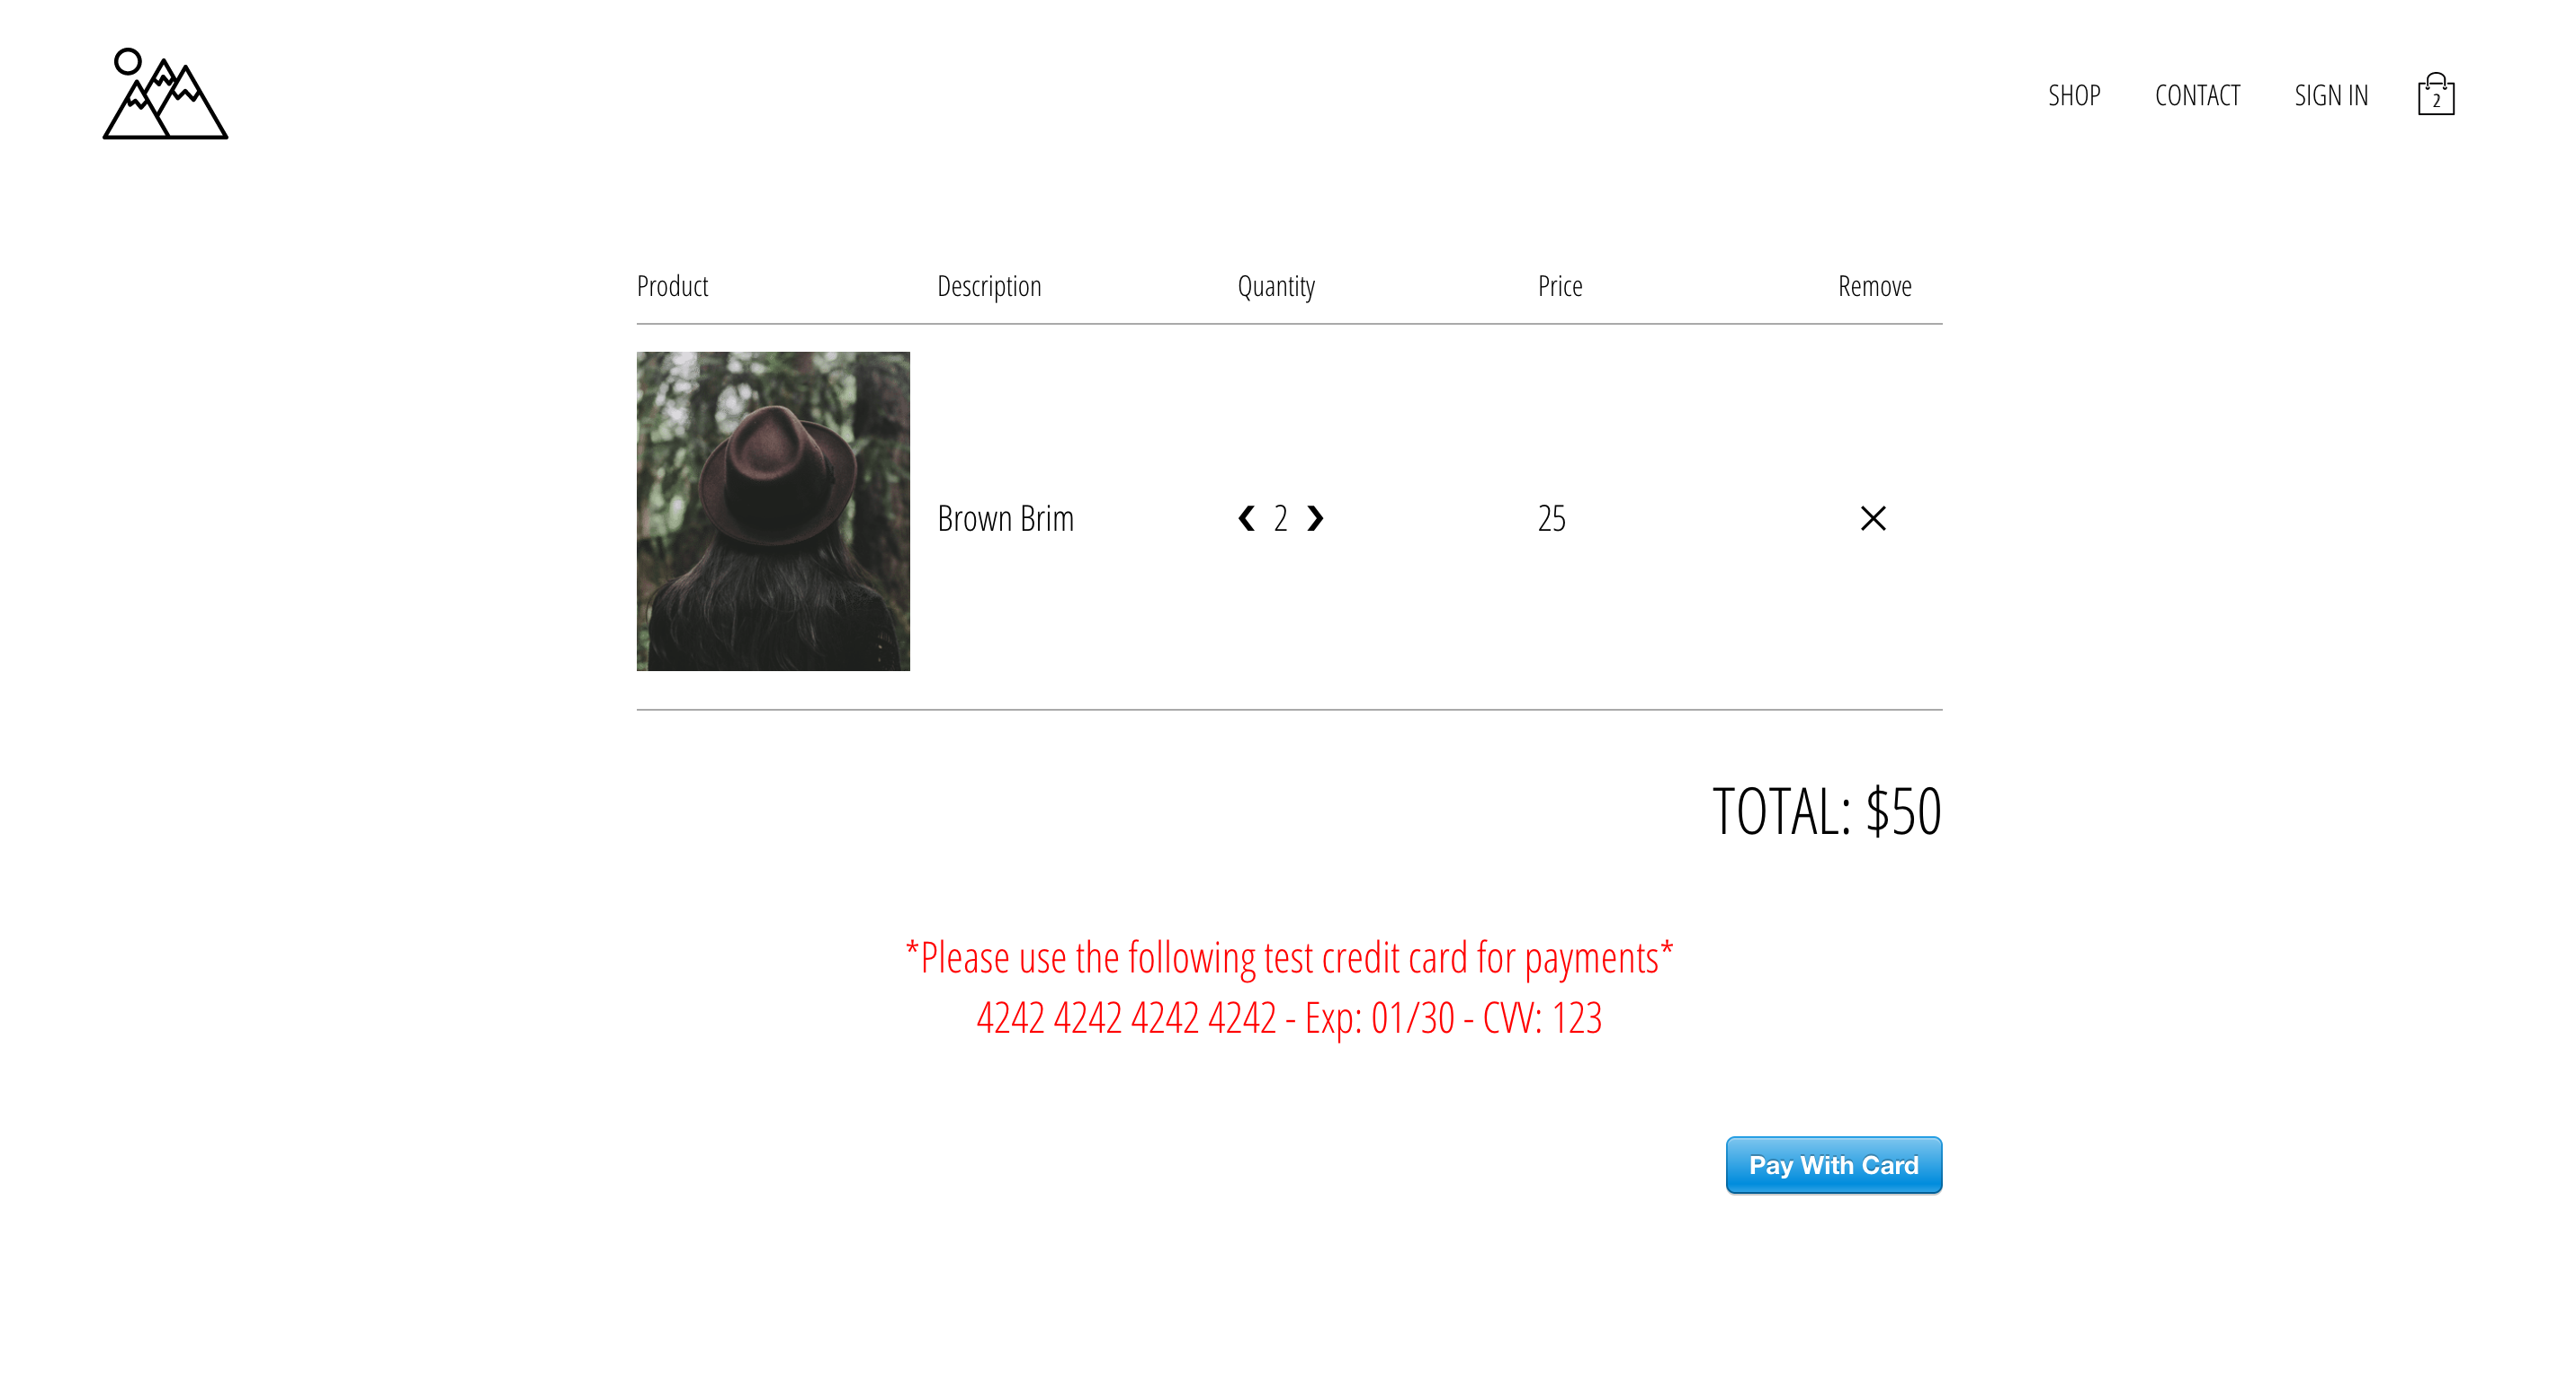 SHOP CONTACT SIGN IN 2
Product Description Quantity Price Remove
Brown Brim ❮ 2 ❯ 25 ✕
TOTAL: $50
*Please use the following test credit card for payments*
4242 4242 4242 4242 - Exp: 01/30 - CVV: 123
Pay With Card